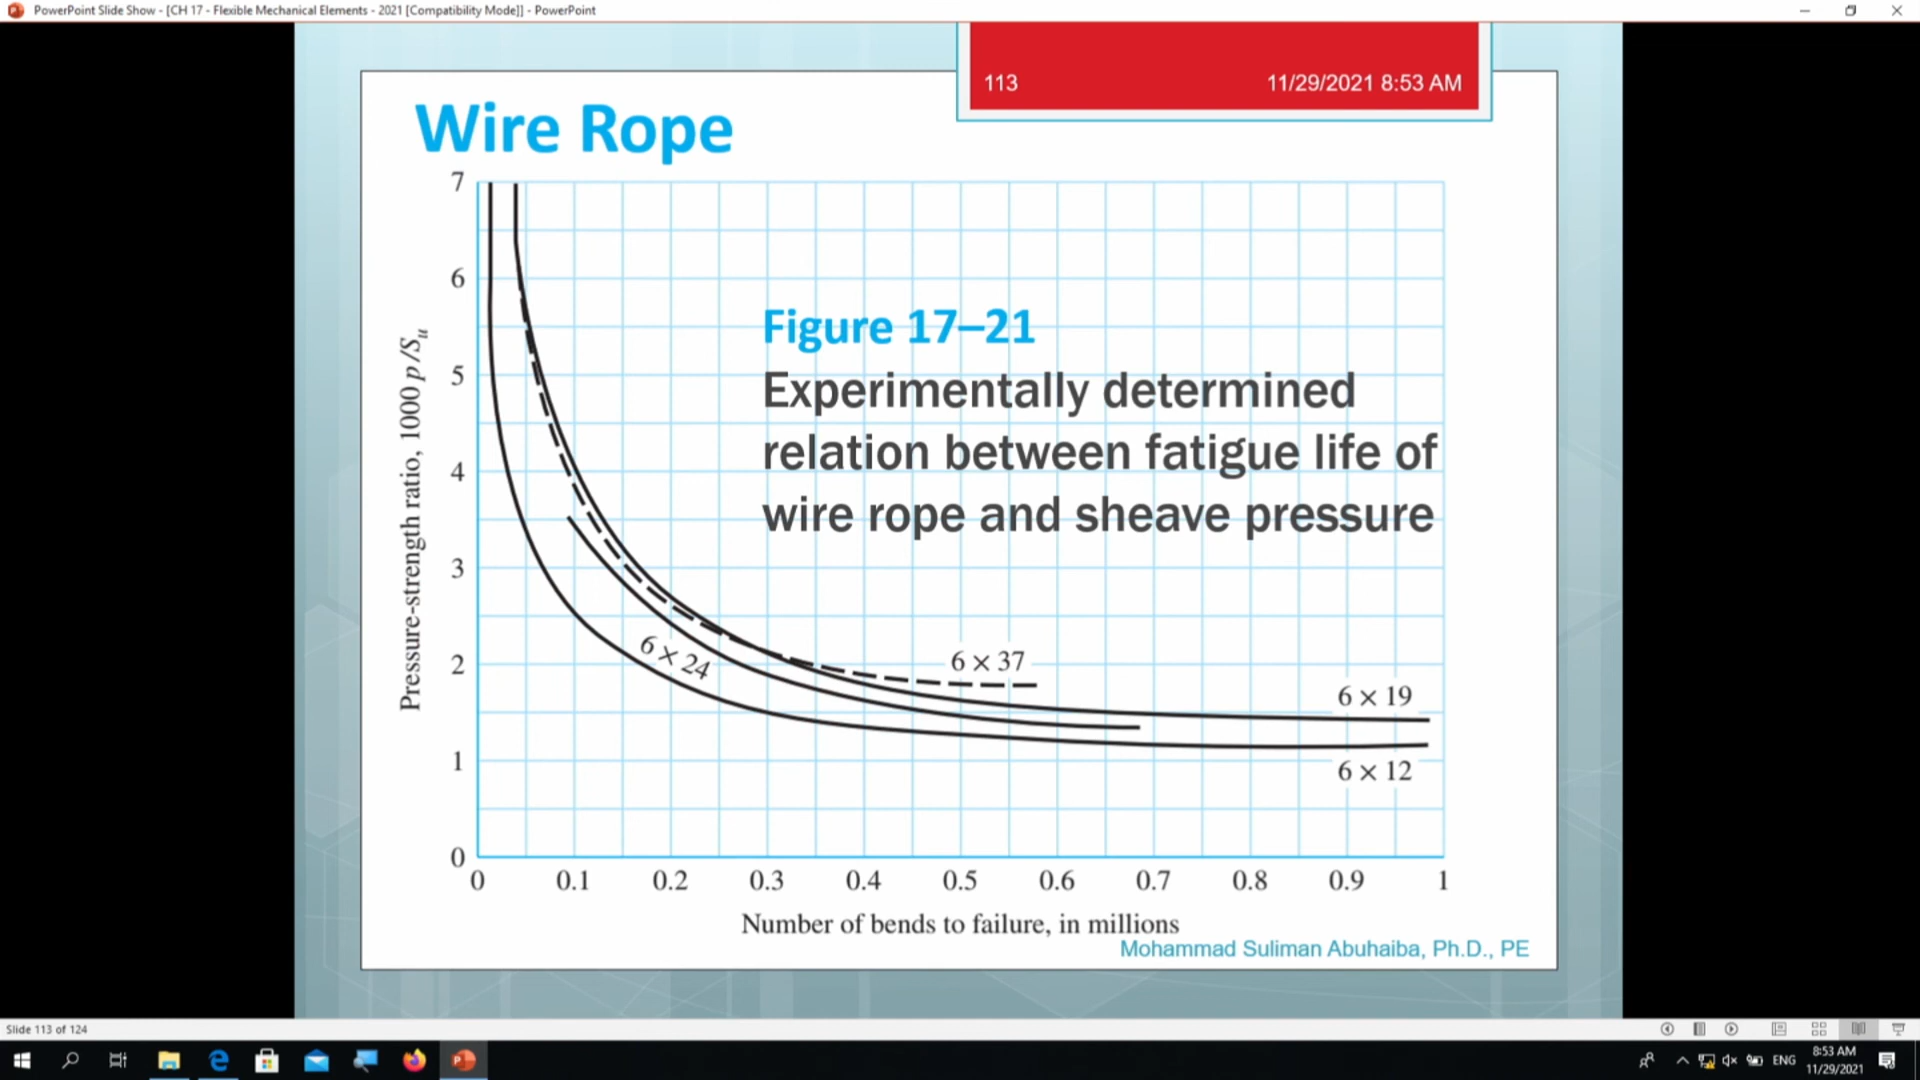 PowerPoint Slide Show - [CH 17 - Flexible Mechanical Elements - 2021 [Compatibility Mode]] - PowerPoint
113 11/29/2021 8:53 AM
Wire Rope
7
6
5
4
3
2
1
0
Pressure-strength ratio, 1000 p/Su
Figure 17–21
Experimentally determined
relation between fatigue life of
wire rope and sheave pressure
6 × 24
6 × 37
6 × 19
6 × 12
0 0.1 0.2 0.3 0.4 0.5 0.6 0.7 0.8 0.9 1
Number of bends to failure, in millions
Mohammad Suliman Abuhaiba, Ph.D., PE
Slide 113 of 124
ENG
8:53 AM
11/29/2021